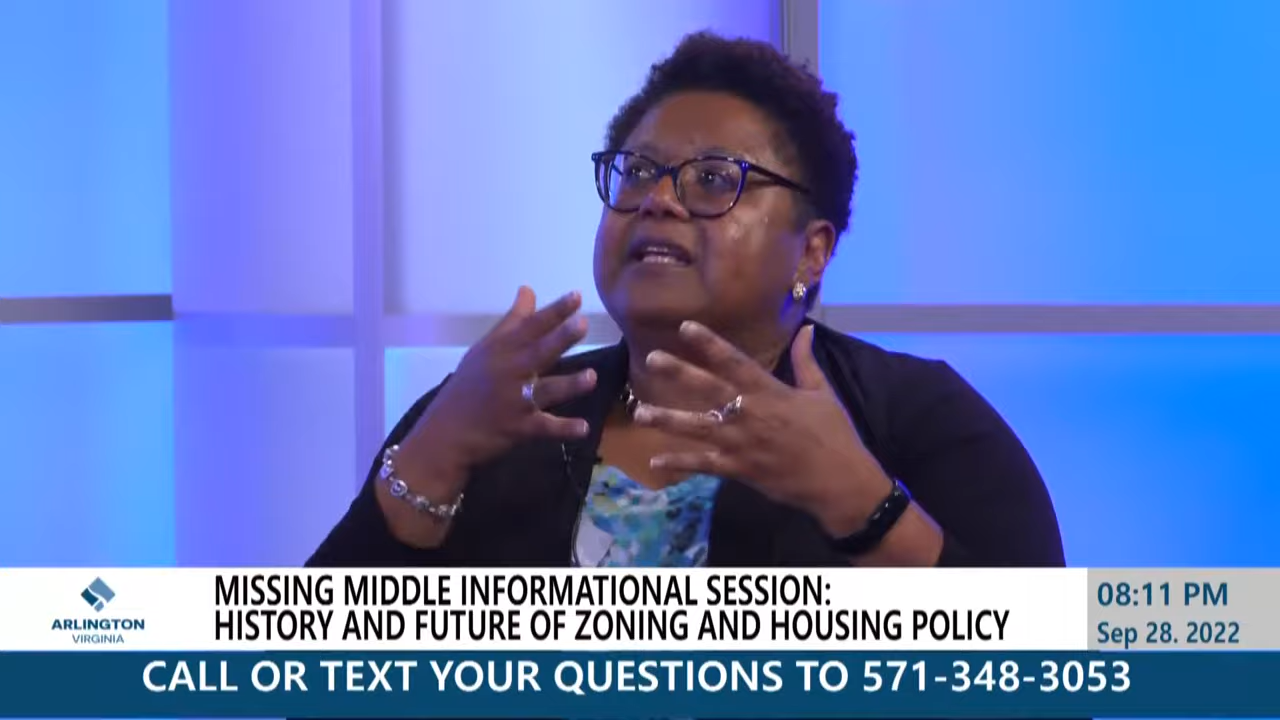 ARLINGTON
VIRGINIA
MISSING MIDDLE INFORMATIONAL SESSION:
HISTORY AND FUTURE OF ZONING AND HOUSING POLICY
08:11 PM
Sep 28. 2022
CALL OR TEXT YOUR QUESTIONS TO 571-348-3053